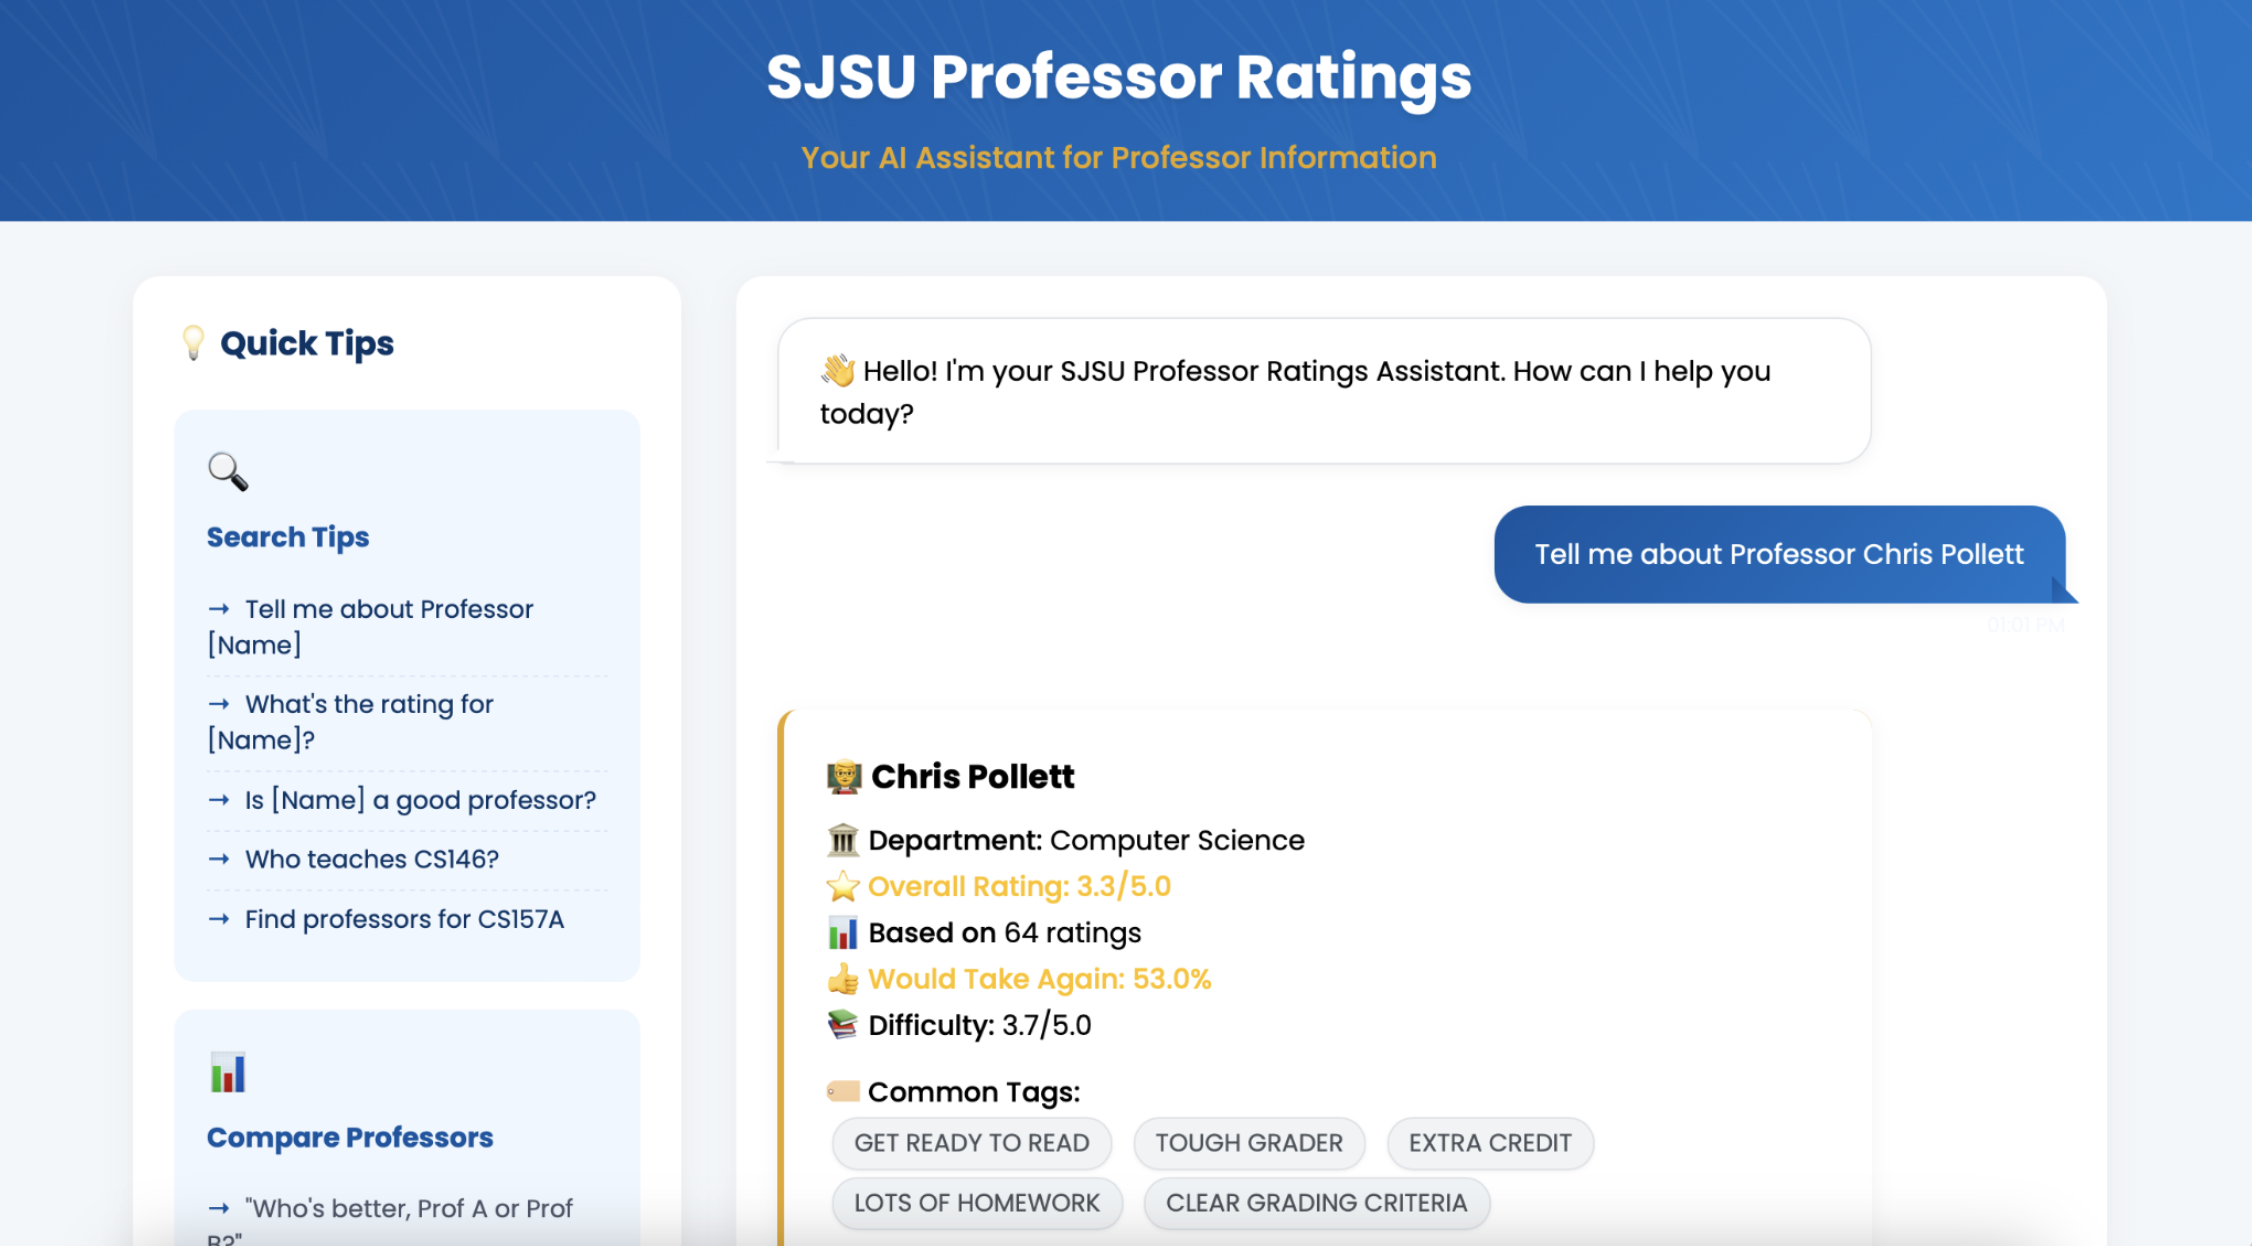 SJSU Professor Ratings
Your AI Assistant for Professor Information
💡 Quick Tips
🔍
Search Tips
→ Tell me about Professor
[Name]
→ What's the rating for
[Name]?
→ Is [Name] a good professor?
→ Who teaches CS146?
→ Find professors for CS157A
📊
Compare Professors
→ "Who's better, Prof A or Prof
B?"
👋 Hello! I'm your SJSU Professor Ratings Assistant. How can I help you
today?
Tell me about Professor Chris Pollett
01:01 PM
👨‍🏫 Chris Pollett
🏛️ Department: Computer Science
⭐ Overall Rating: 3.3/5.0
📊 Based on 64 ratings
👍 Would Take Again: 53.0%
📚 Difficulty: 3.7/5.0
🏷️ Common Tags:
GET READY TO READ TOUGH GRADER EXTRA CREDIT
LOTS OF HOMEWORK CLEAR GRADING CRITERIA